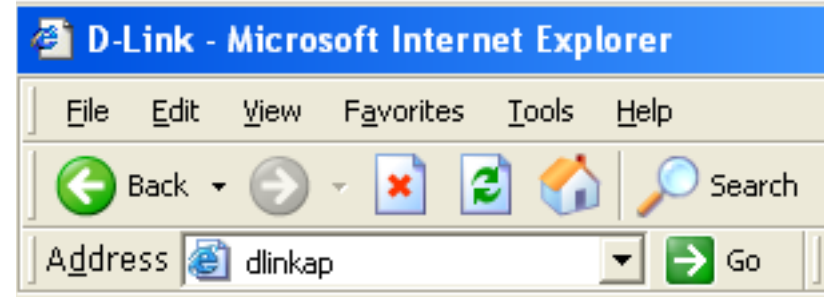 D-Link - Microsoft Internet Explorer
File Edit View Favorites Tools Help
Back Search
Address dlinkap Go